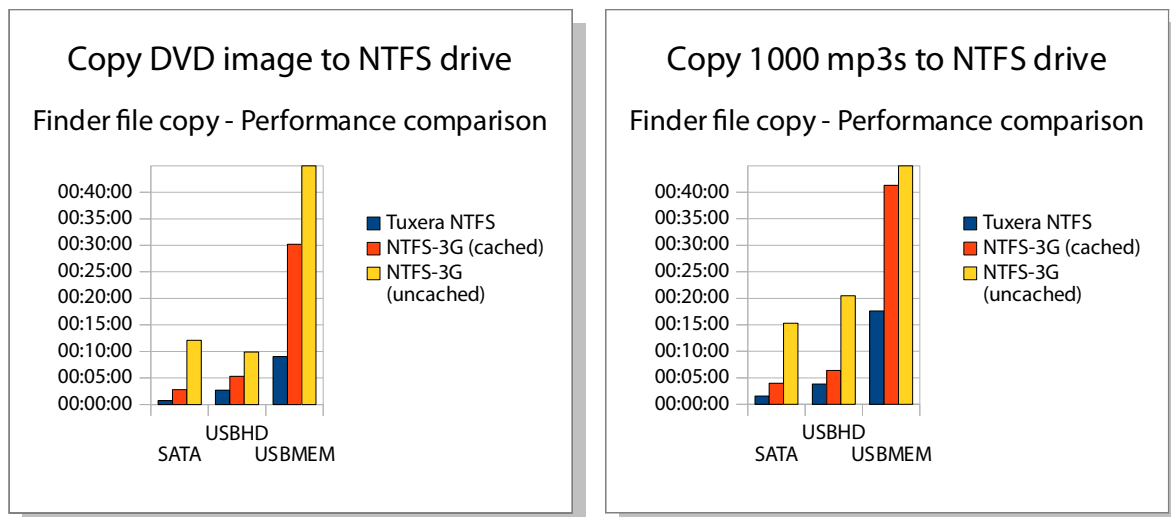 Copy DVD image to NTFS drive
Finder file copy - Performance comparison
00:40:00
00:35:00
00:30:00
00:25:00
00:20:00
00:15:00
00:10:00
00:05:00
00:00:00
Tuxera NTFS
NTFS-3G (cached)
NTFS-3G
(uncached)
USBHD
SATA USBMEM
Copy 1000 mp3s to NTFS drive
Finder file copy - Performance comparison
00:40:00
00:35:00
00:30:00
00:25:00
00:20:00
00:15:00
00:10:00
00:05:00
00:00:00
Tuxera NTFS
NTFS-3G (cached)
NTFS-3G
(uncached)
USBHD
SATA USBMEM